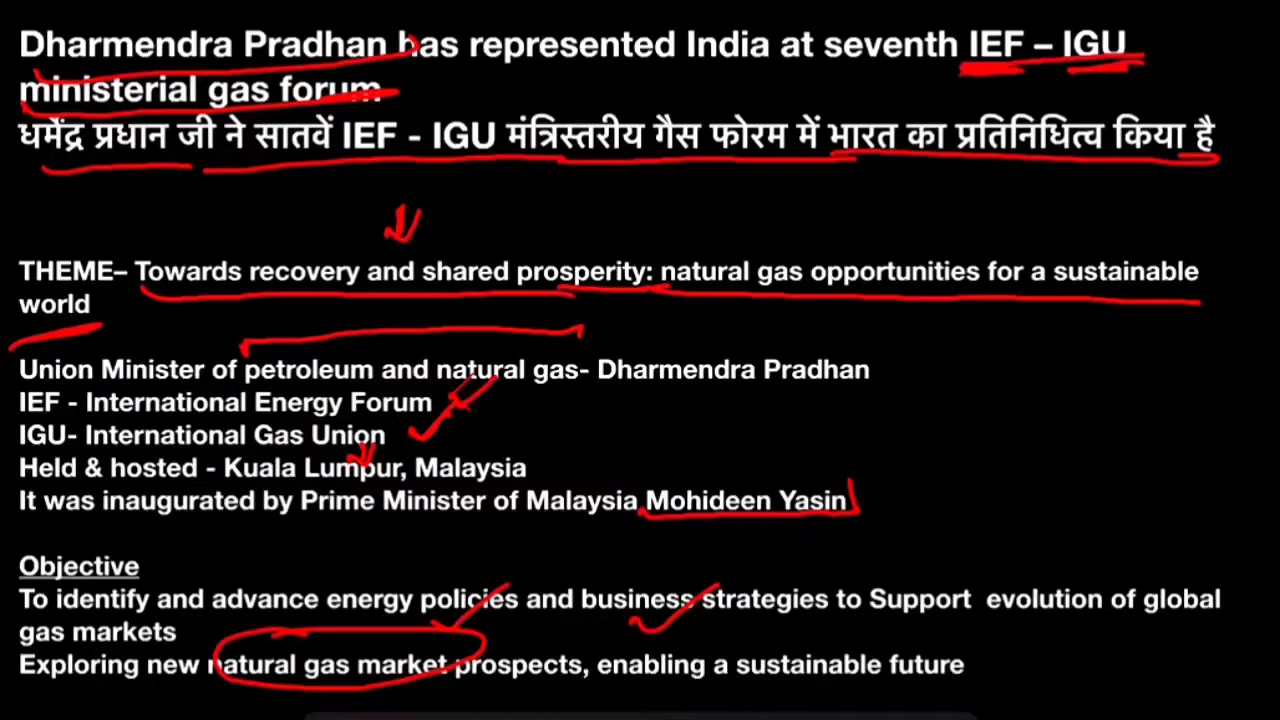 Dharmendra Pradhan has represented India at seventh IEF – IGU
ministerial gas forum
धर्मेंद्र प्रधान जी ने सातवें IEF - IGU मंत्रिस्तरीय गैस फोरम में भारत का प्रतिनिधित्व किया है
THEME– Towards recovery and shared prosperity: natural gas opportunities for a sustainable
world
Union Minister of petroleum and natural gas- Dharmendra Pradhan
IEF - International Energy Forum
IGU- International Gas Union
Held & hosted - Kuala Lumpur, Malaysia
It was inaugurated by Prime Minister of Malaysia Mohideen Yasin
Objective
To identify and advance energy policies and business strategies to Support evolution of global
gas markets
Exploring new natural gas market prospects, enabling a sustainable future